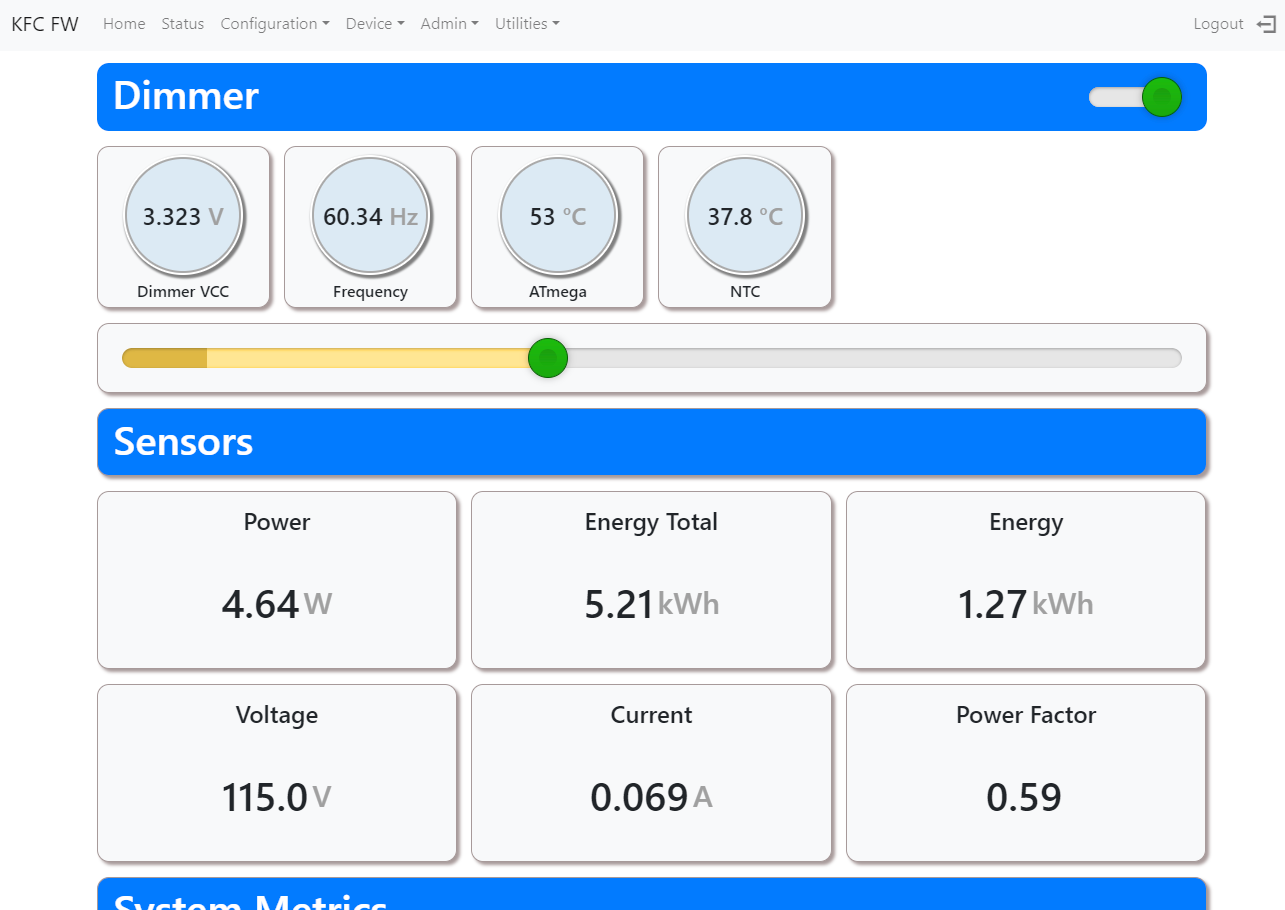 KFC FW Home Status Configuration Device Admin Utilities Logout
Dimmer
3.323 V 60.34 Hz 53 °C 37.8 °C
Dimmer VCC Frequency ATmega NTC
Sensors
Power Energy Total Energy
4.64 W 5.21 kWh 1.27 kWh
Voltage Current Power Factor
115.0 V 0.069 A 0.59
System Metrics